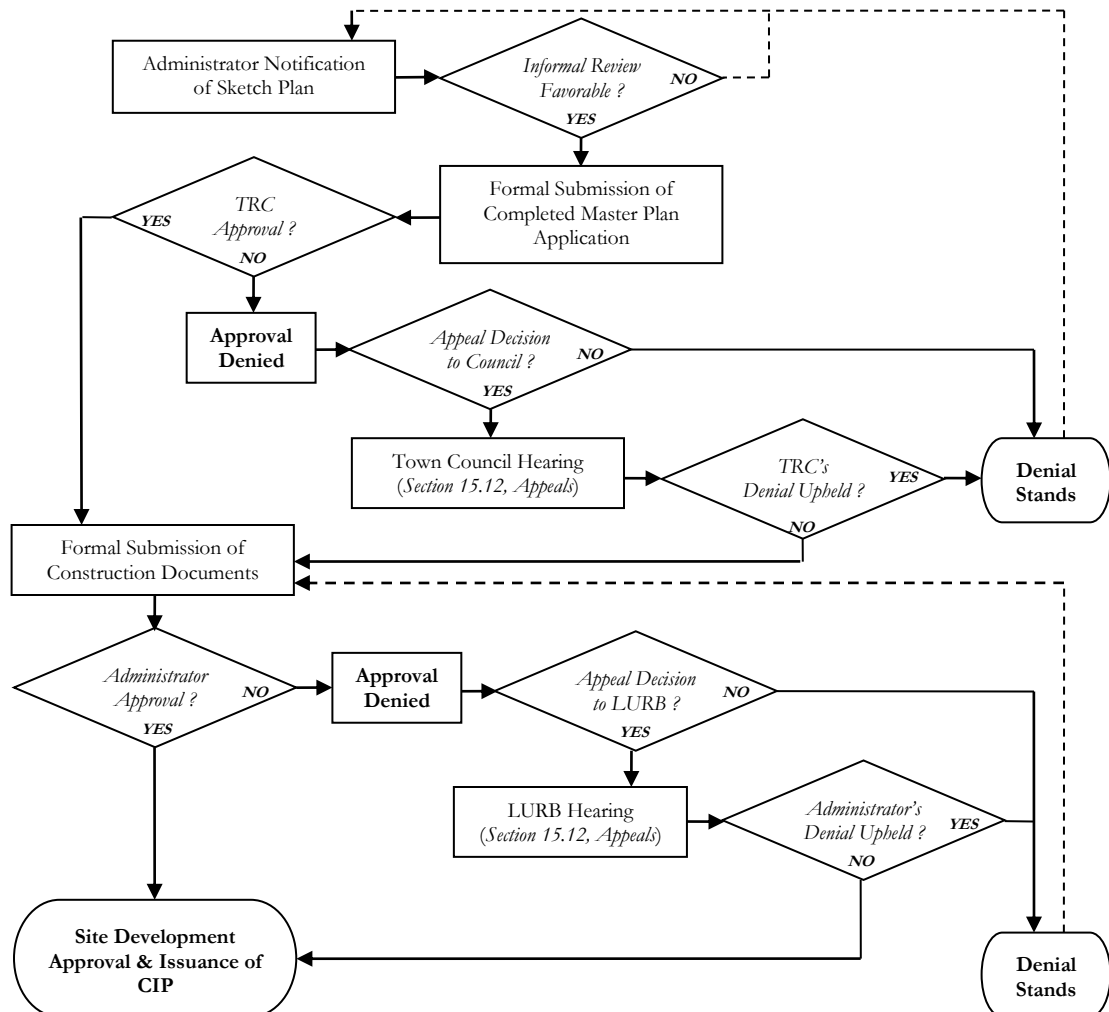 Administrator Notification
of Sketch Plan
Informal Review
Favorable ?
NO
YES
Formal Submission of
Completed Master Plan
Application
TRC
Approval ?
YES
NO
Approval
Denied
Appeal Decision
to Council ?
NO
YES
Town Council Hearing
(Section 15.12, Appeals)
TRC's
Denial Upheld ?
YES
NO
Denial
Stands
Formal Submission of
Construction Documents
Administrator
Approval ?
NO
YES
Approval
Denied
Appeal Decision
to LURB ?
NO
YES
LURB Hearing
(Section 15.12, Appeals)
Administrator's
Denial Upheld ?
YES
NO
Site Development
Approval & Issuance of
CIP
Denial
Stands